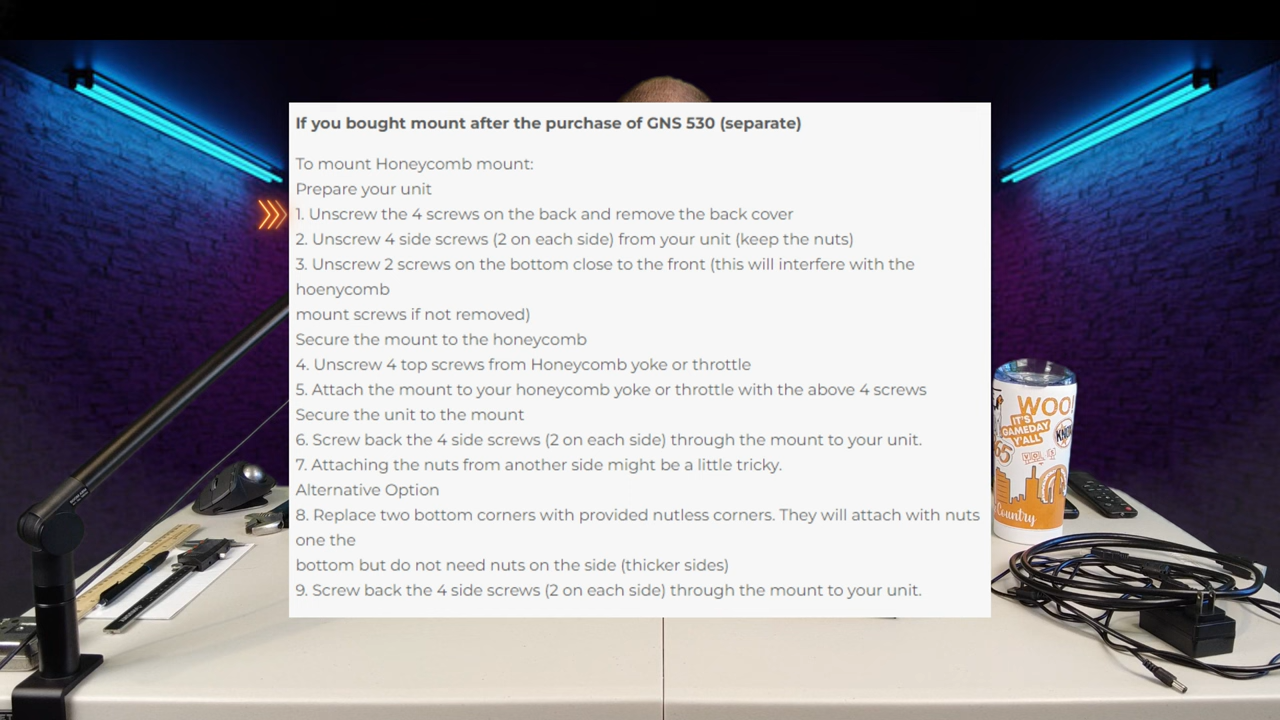 If you bought mount after the purchase of GNS 530 (separate)
To mount Honeycomb mount:
Prepare your unit
1. Unscrew the 4 screws on the back and remove the back cover
2. Unscrew 4 side screws (2 on each side) from your unit (keep the nuts)
3. Unscrew 2 screws on the bottom close to the front (this will interfere with the
hoenycomb
mount screws if not removed)
Secure the mount to the honeycomb
4. Unscrew 4 top screws from Honeycomb yoke or throttle
5. Attach the mount to your honeycomb yoke or throttle with the above 4 screws
Secure the unit to the mount
6. Screw back the 4 side screws (2 on each side) through the mount to your unit.
7. Attaching the nuts from another side might be a little tricky.
Alternative Option
8. Replace two bottom corners with provided nutless corners. They will attach with nuts
one the
bottom but do not need nuts on the side (thicker sides)
9. Screw back the 4 side screws (2 on each side) through the mount to your unit.
WOO!
IT'S
GAMEDAY
Y'ALL
65
VOLS
Country